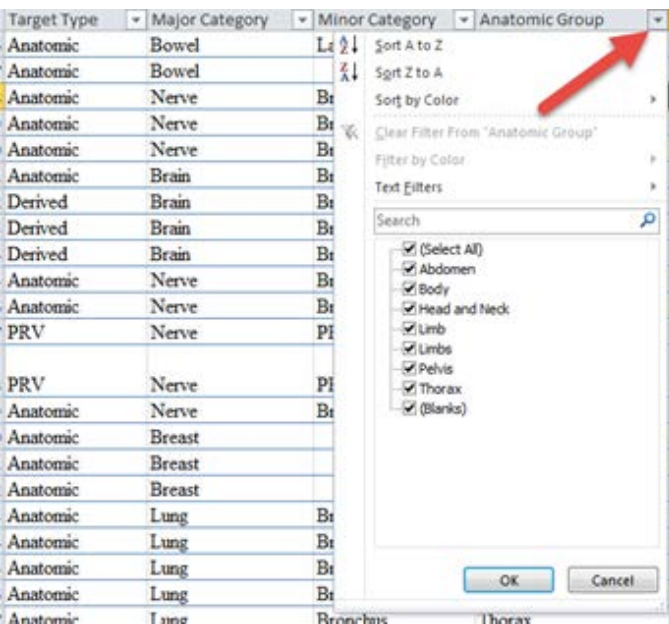 Target Type Major Category Minor Category Anatomic Group
Anatomic Bowel
Sort A to Z
Anatomic Bowel
Sort Z to A
Anatomic Nerve
Sort by Color
Anatomic Nerve
Clear Filter From "Anatomic Group"
Anatomic Nerve
Filter by Color
Anatomic Brain
Text Filters
Derived Brain
Search
Derived Brain
(Select All)
Derived Brain
Abdomen
Anatomic Nerve
Body
Anatomic Nerve
Head and Neck
PRV Nerve
Limb
Limbs
Pelvis
PRV Nerve
Thorax
Anatomic Nerve
(Blanks)
Anatomic Breast
Anatomic Breast
Anatomic Breast
Anatomic Lung
Anatomic Lung
Anatomic Lung
Anatomic Lung
OK Cancel
Anatomic Lung Bronchus Thorax